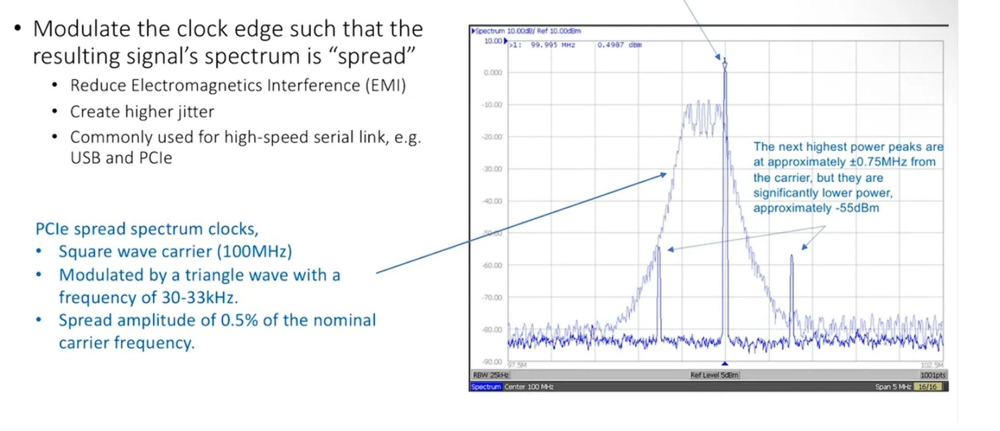 • Modulate the clock edge such that the
resulting signal's spectrum is “spread”
• Reduce Electromagnetics Interference (EMI)
• Create higher jitter
• Commonly used for high-speed serial link, e.g.
USB and PCIe
PCIe spread spectrum clocks,
• Square wave carrier (100MHz)
• Modulated by a triangle wave with a
frequency of 30-33kHz.
• Spread amplitude of 0.5% of the nominal
carrier frequency.
Spectrum 10.00dB/ Ref 10.00dBm
10.00
>1: 99.995 MHz 0.4987 dBm
1
0.000
-10.00
-20.00
-30.00
-40.00
-50.00
-60.00
-70.00
-80.00
-90.00
The next highest power peaks are
at approximately ±0.75MHz from
the carrier, but they are
significantly lower power,
approximately -55dBm
97.5M 102.5M
RBW 25kHz Ref Level 5dBm 1001pts
Spectrum Center 100 MHz Span 5 MHz 16/16